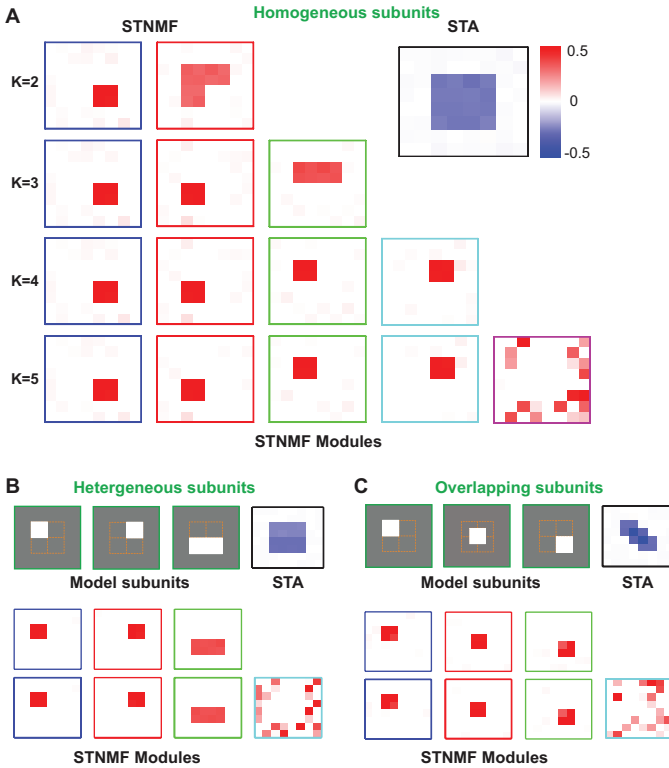 A
Homogeneous subunits
STNMF
STA
K=2
0.5
0
-0.5
K=3
K=4
K=5
STNMF Modules
B
Hetergeneous subunits
Model subunits
STA
STNMF Modules
C
Overlapping subunits
Model subunits
STA
STNMF Modules